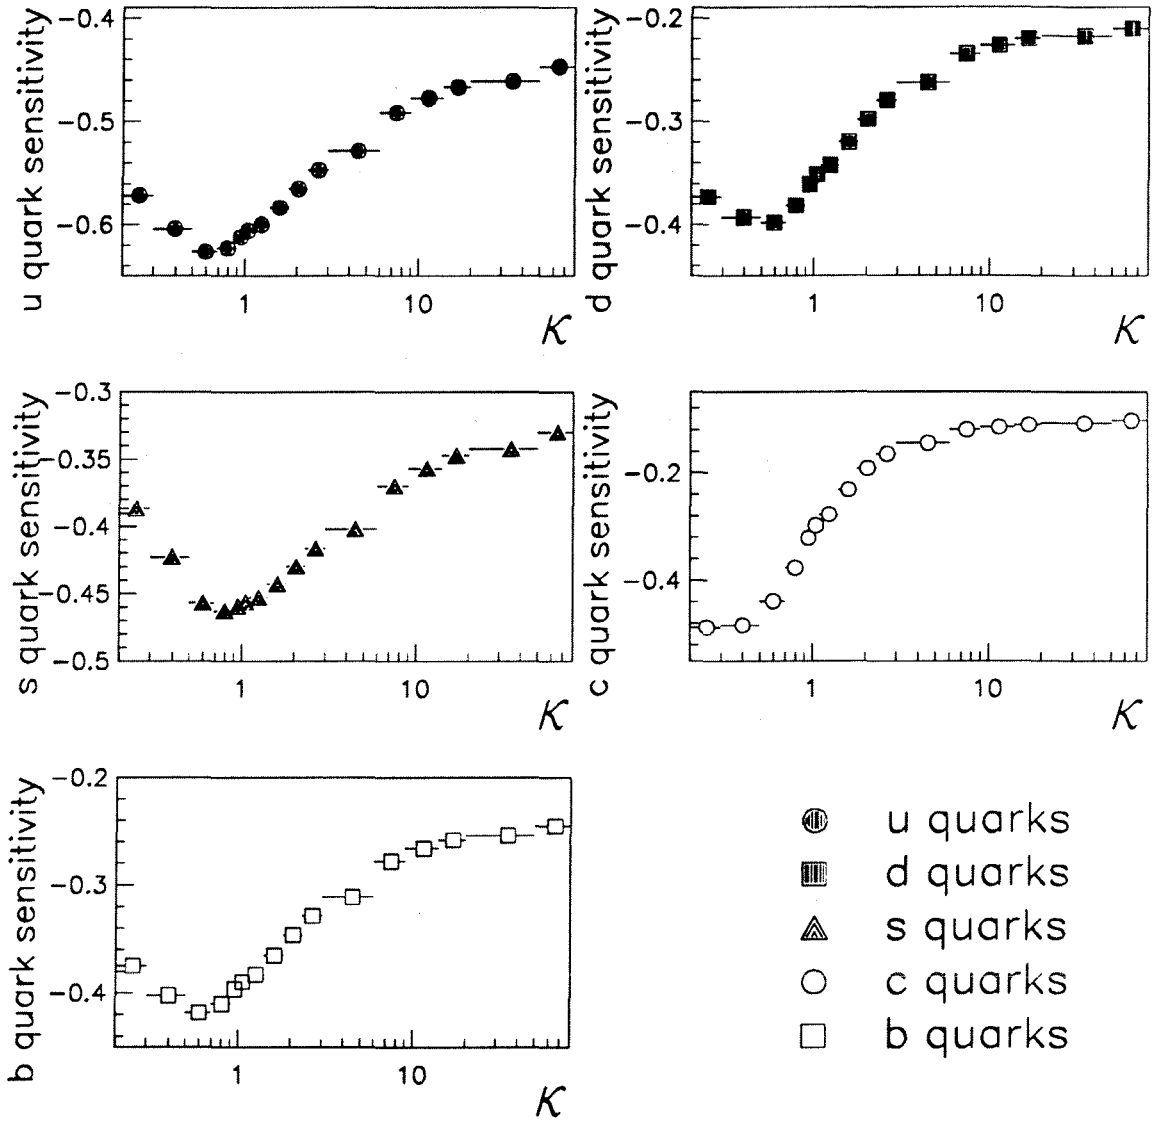 u quark sensitivity
-0.4
-0.5
-0.6
1
10
κ
d quark sensitivity
-0.2
-0.3
-0.4
1
10
κ
s quark sensitivity
-0.3
-0.35
-0.4
-0.45
-0.5
1
10
κ
c quark sensitivity
-0.2
-0.4
1
10
κ
b quark sensitivity
-0.2
-0.3
-0.4
1
10
κ
u quarks
d quarks
s quarks
c quarks
b quarks